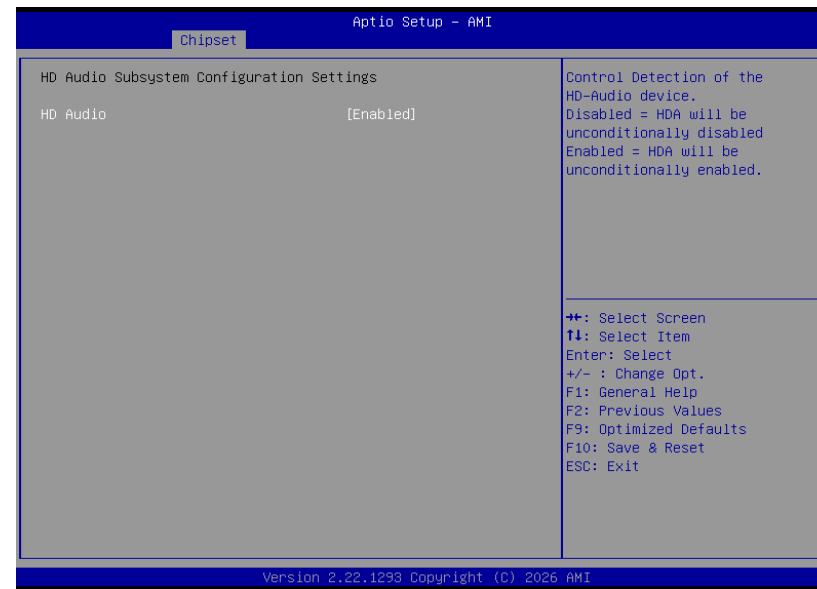 Aptio Setup – AMI
Chipset
HD Audio Subsystem Configuration Settings
HD Audio [Enabled]
Control Detection of the
HD-Audio device.
Disabled = HDA will be
unconditionally disabled
Enabled = HDA will be
unconditionally enabled.
→←: Select Screen
↑↓: Select Item
Enter: Select
+/- : Change Opt.
F1: General Help
F2: Previous Values
F9: Optimized Defaults
F10: Save & Reset
ESC: Exit
Version 2.22.1293 Copyright (C) 2026 AMI